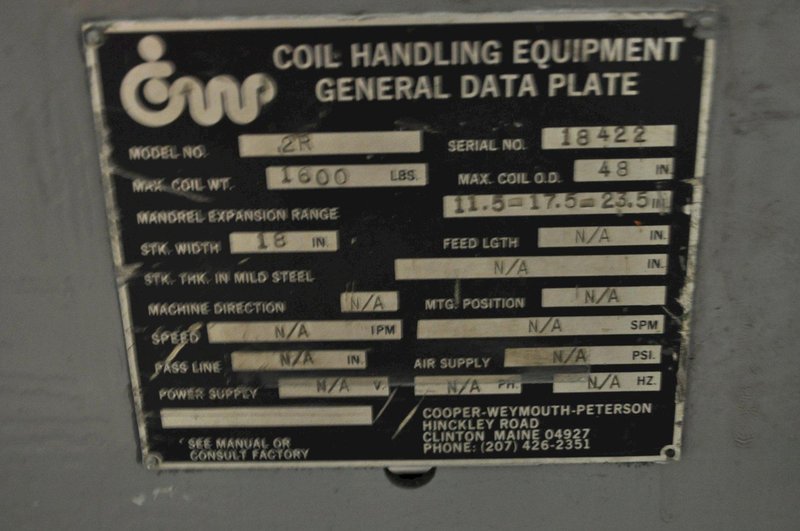 CWP
COIL HANDLING EQUIPMENT
GENERAL DATA PLATE
MODEL NO. 2R SERIAL NO. 18422
MAX. COIL WT. 1600 LBS. MAX. COIL O.D. 48 IN.
MANDREL EXPANSION RANGE 11.5-17.5-23.5 IN.
STK. WIDTH 18 IN. FEED LGTH N/A IN.
STK. THK. IN MILD STEEL N/A IN.
MACHINE DIRECTION N/A MTG. POSITION N/A
SPEED N/A IPM N/A SPM
PASS LINE N/A IN. AIR SUPPLY N/A PSI.
POWER SUPPLY N/A V. N/A PH. N/A HZ.
SEE MANUAL OR
CONSULT FACTORY
COOPER-WEYMOUTH-PETERSON
HINCKLEY ROAD
CLINTON MAINE 04927
PHONE: (207) 426-2351